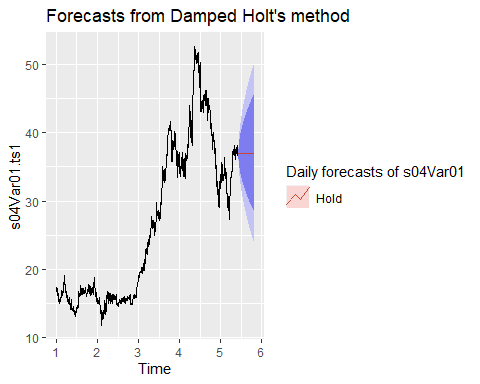 Forecasts from Damped Holt's method
50
40
30
20
10
s04Var01.ts1
1 2 3 4 5 6
Time
Daily forecasts of s04Var01
Hold